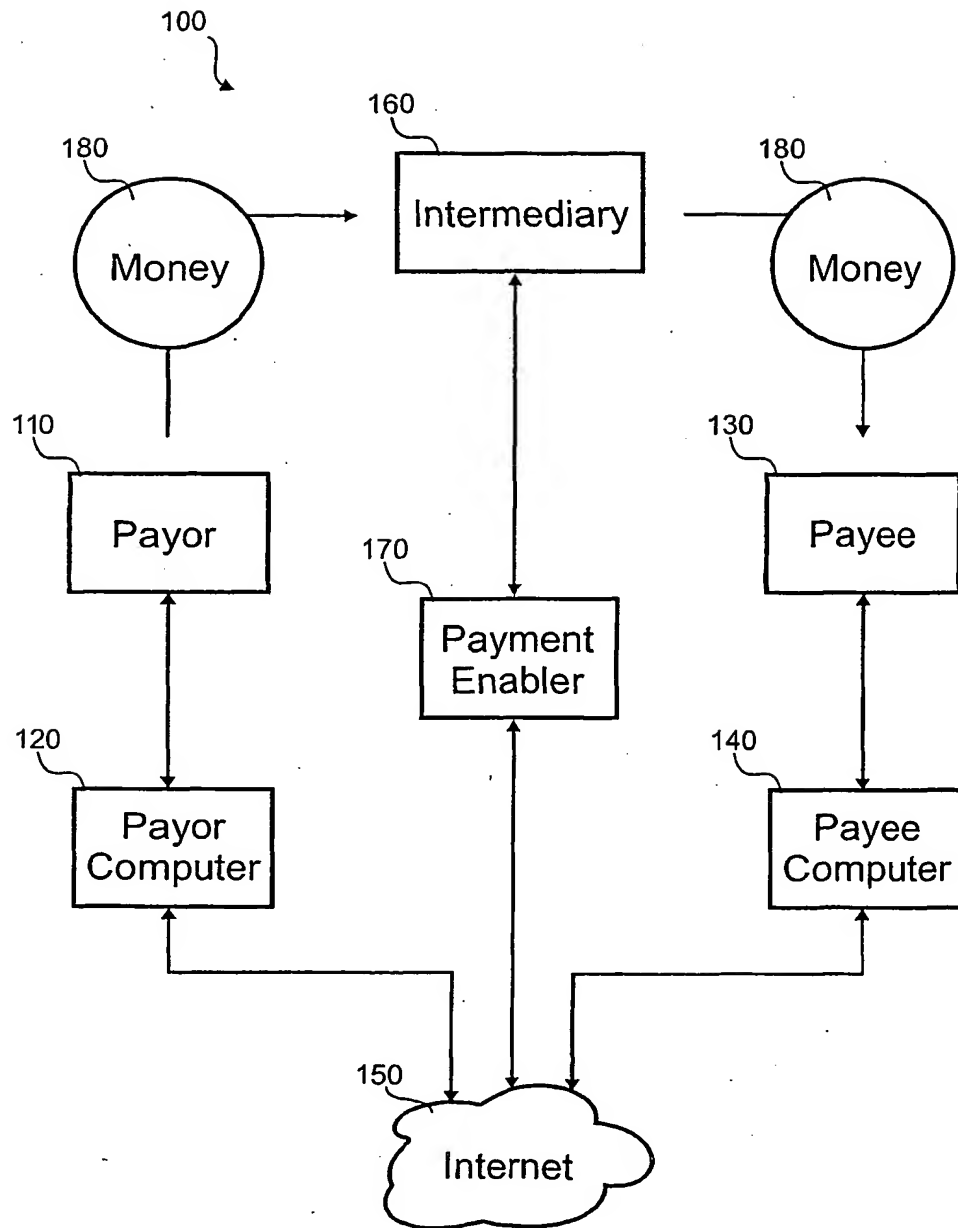 100
160
180
180
Intermediary
Money
Money
110
130
Payor
170
Payee
Payment
Enabler
120
140
Payor
Computer
Payee
Computer
150
Internet